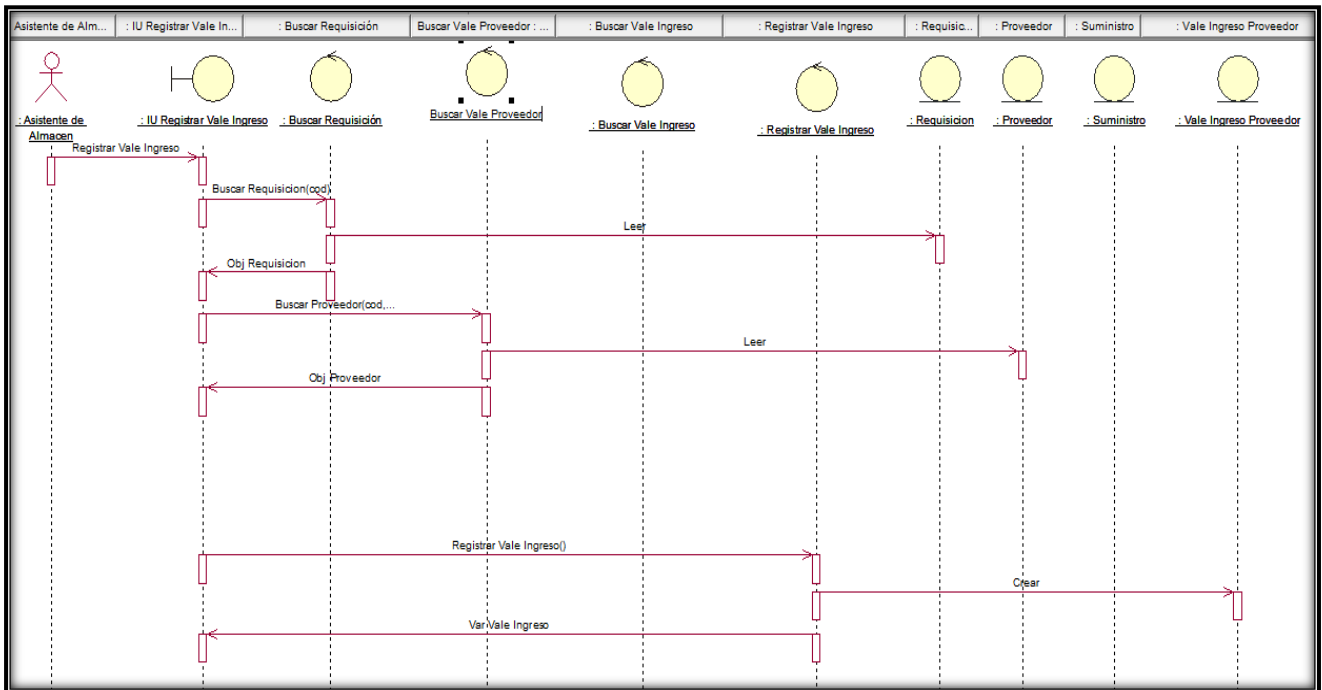 Asistente de Alm...
: IU Registrar Vale In...
: Buscar Requisición
Buscar Vale Proveedor : ...
: Buscar Vale Ingreso
: Registrar Vale Ingreso
: Requisic...
: Proveedor
: Suministro
: Vale Ingreso Proveedor
: Asistente de
Almacen
: IU Registrar Vale Ingreso
: Buscar Requisición
Buscar Vale Proveedor
: Buscar Vale Ingreso
: Registrar Vale Ingreso
: Requisicion
: Proveedor
: Suministro
: Vale Ingreso Proveedor
Registrar Vale Ingreso
Buscar Requisicion(cod)
Leer
Obj Requisicion
Buscar Proveedor(cod,...
Leer
Obj Proveedor
Registrar Vale Ingreso()
Crear
Var Vale Ingreso